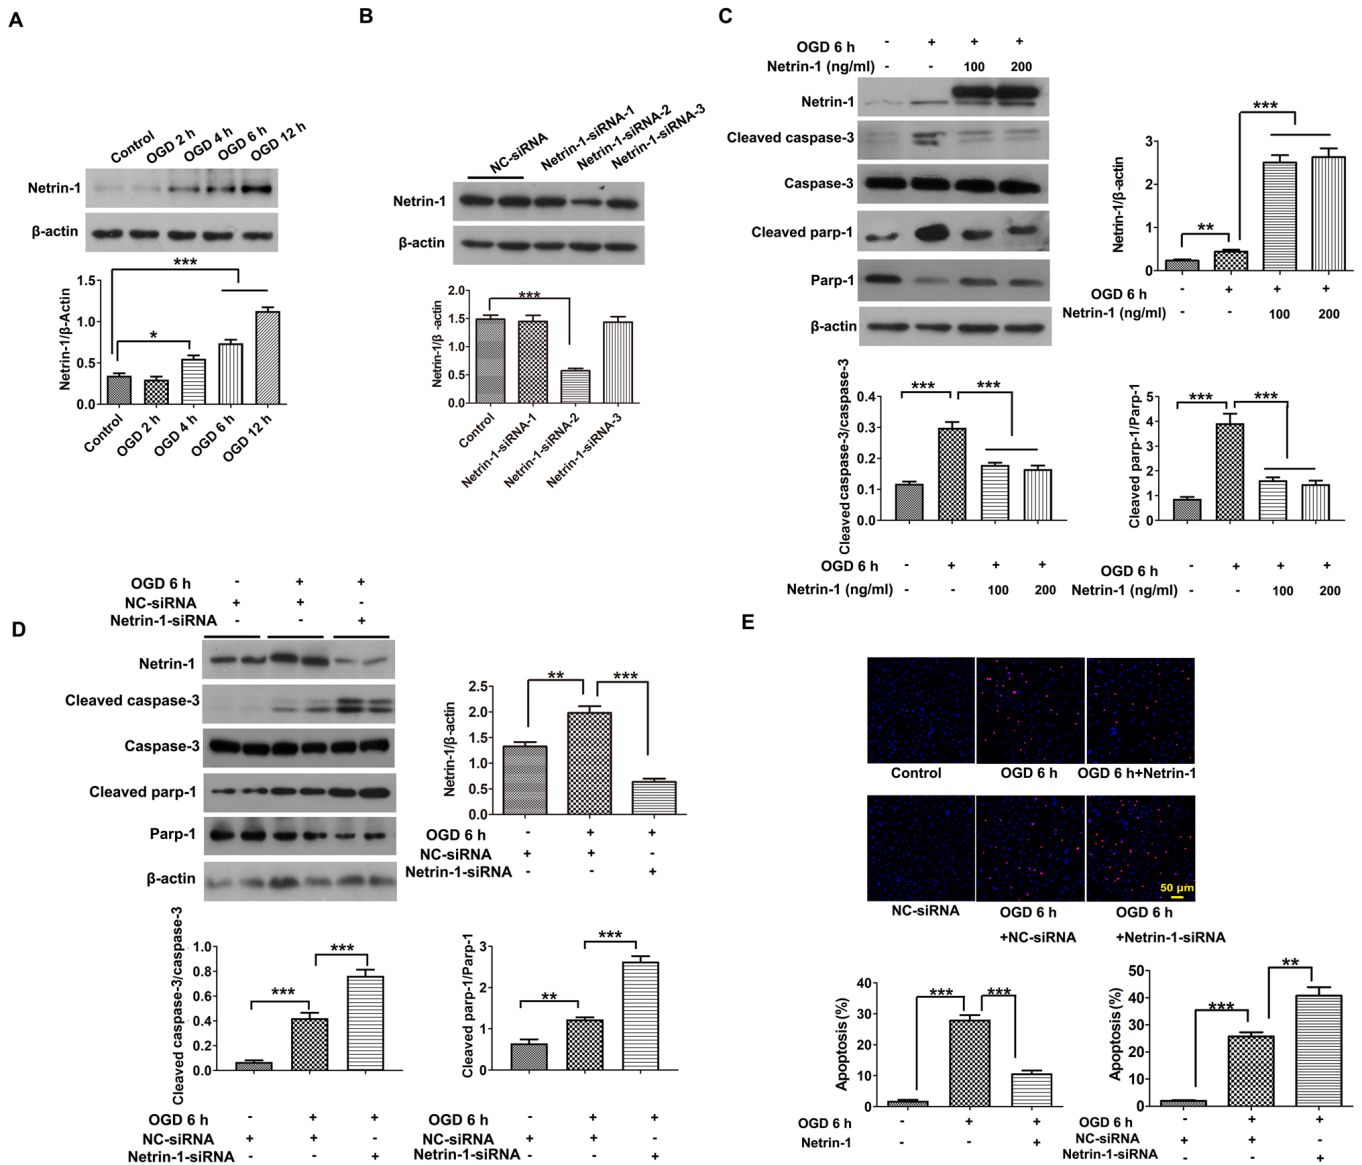 A
Control
OGD 2 h
OGD 4 h
OGD 6 h
OGD 12 h
Netrin-1
β-actin
***
*
Netrin-1/β-Actin
1.5
1.0
0.5
0.0
Control
OGD 2 h
OGD 4 h
OGD 6 h
OGD 12 h
B
NC-siRNA
Netrin-1-siRNA-1
Netrin-1-siRNA-2
Netrin-1-siRNA-3
Netrin-1
β-actin
***
Netrin-1/β -actin
2.0
1.5
1.0
0.5
0.0
Control
Netrin-1-siRNA-1
Netrin-1-siRNA-2
Netrin-1-siRNA-3
C
OGD 6 h - + + +
Netrin-1 (ng/ml) - - 100 200
Netrin-1
Cleaved caspase-3
Caspase-3
Cleaved parp-1
Parp-1
β-actin
***
**
Netrin-1/β-actin
3
2
1
0
OGD 6 h - + + +
Netrin-1 (ng/ml) - - 100 200
*** ***
Cleaved caspase-3/caspase-3
0.4
0.3
0.2
0.1
0.0
OGD 6 h - + + +
Netrin-1 (ng/ml) - - 100 200
*** ***
Cleaved parp-1/Parp-1
5
4
3
2
1
0
OGD 6 h - + + +
Netrin-1 (ng/ml) - - 100 200
D
OGD 6 h - + +
NC-siRNA + + -
Netrin-1-siRNA - - +
Netrin-1
Cleaved caspase-3
Caspase-3
Cleaved parp-1
Parp-1
β-actin
** ***
Netrin-1/β-actin
2.5
2.0
1.5
1.0
0.5
0.0
OGD 6 h - + +
NC-siRNA + + -
Netrin-1-siRNA - - +
***
***
Cleaved caspase-3/caspase-3
1.0
0.8
0.6
0.4
0.2
0.0
OGD 6 h - + +
NC-siRNA + + -
Netrin-1-siRNA - - +
***
**
Cleaved parp-1/Parp-1
3
2
1
0
OGD 6 h - + +
NC-siRNA + + -
Netrin-1-siRNA - - +
E
Control
OGD 6 h
OGD 6 h+Netrin-1
50 μm
NC-siRNA
OGD 6 h
+NC-siRNA
OGD 6 h
+Netrin-1-siRNA
*** ***
Apoptosis (%)
40
30
20
10
0
OGD 6 h - + +
Netrin-1 - - +
**
***
Apoptosis (%)
50
40
30
20
10
0
OGD 6 h - + +
NC-siRNA + + -
Netrin-1-siRNA - - +